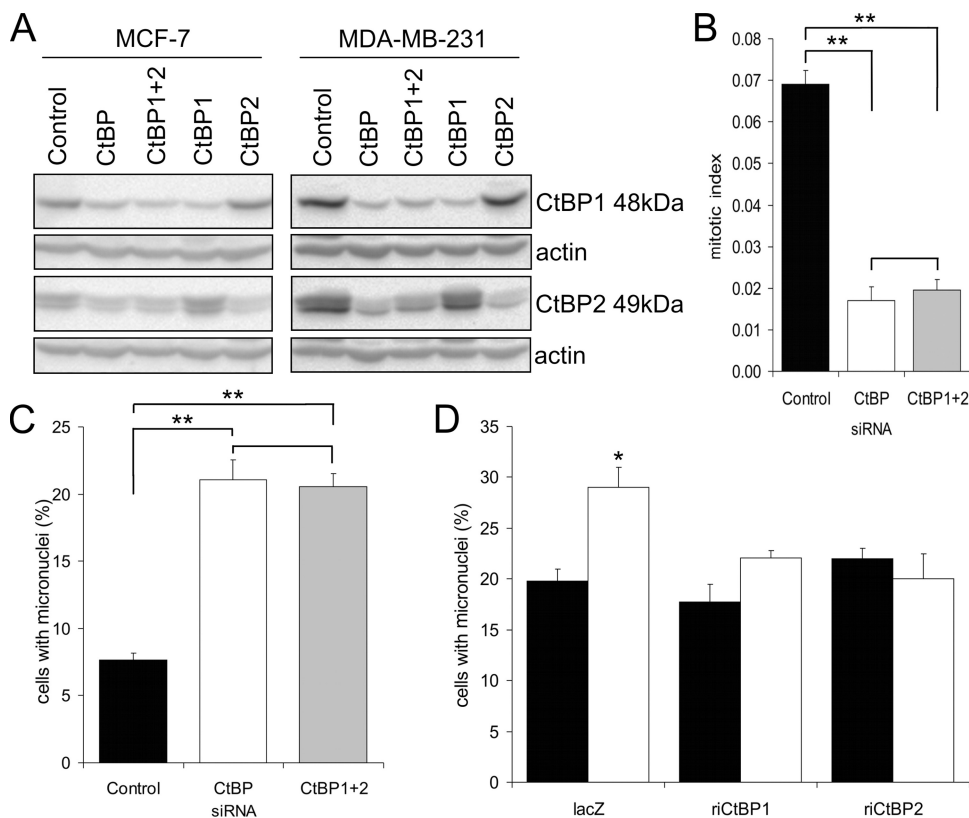 A
MCF-7
MDA-MB-231
Control
CtBP
CtBP1+2
CtBP1
CtBP2
Control
CtBP
CtBP1+2
CtBP1
CtBP2
CtBP1 48kDa
actin
CtBP2 49kDa
actin
B
**
**
mitotic index
0.08
0.07
0.06
0.05
0.04
0.03
0.02
0.01
0.00
Control
CtBP
CtBP1+2
siRNA
C
**
**
cells with micronuclei (%)
25
20
15
10
5
0
Control
CtBP
CtBP1+2
siRNA
D
*
cells with micronuclei (%)
35
30
25
20
15
10
5
0
lacZ
riCtBP1
riCtBP2